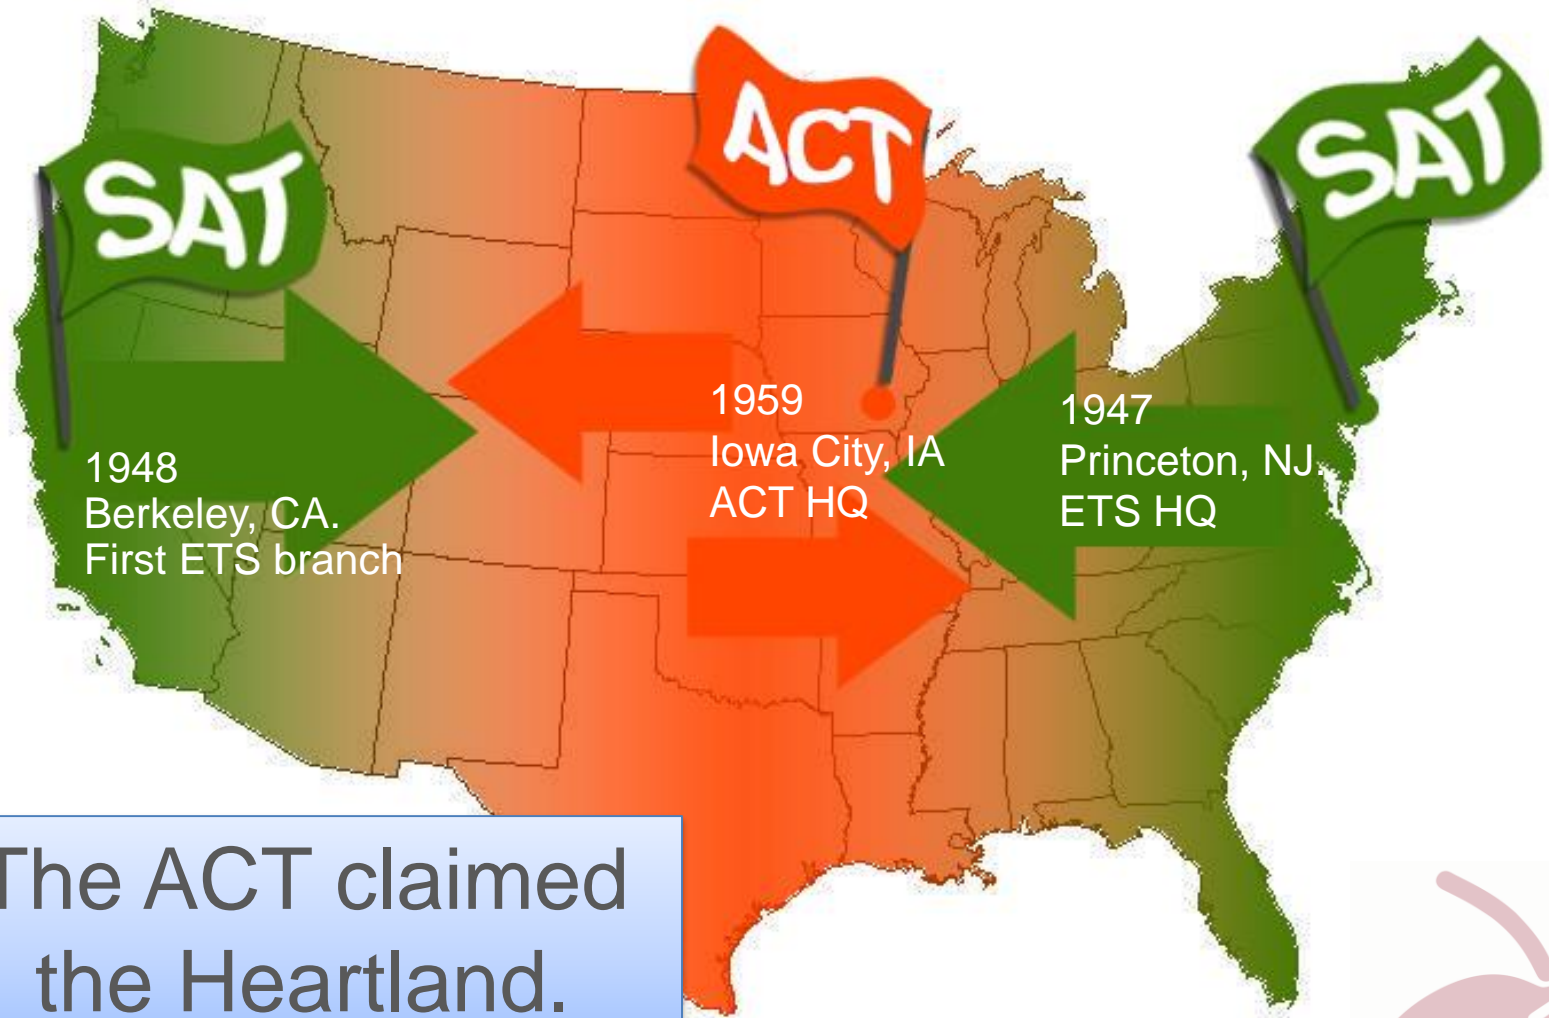 SAT
ACT
SAT
1948
Berkeley, CA.
First ETS branch
1959
Iowa City, IA
ACT HQ
1947
Princeton, NJ.
ETS HQ
The ACT claimed
the Heartland.